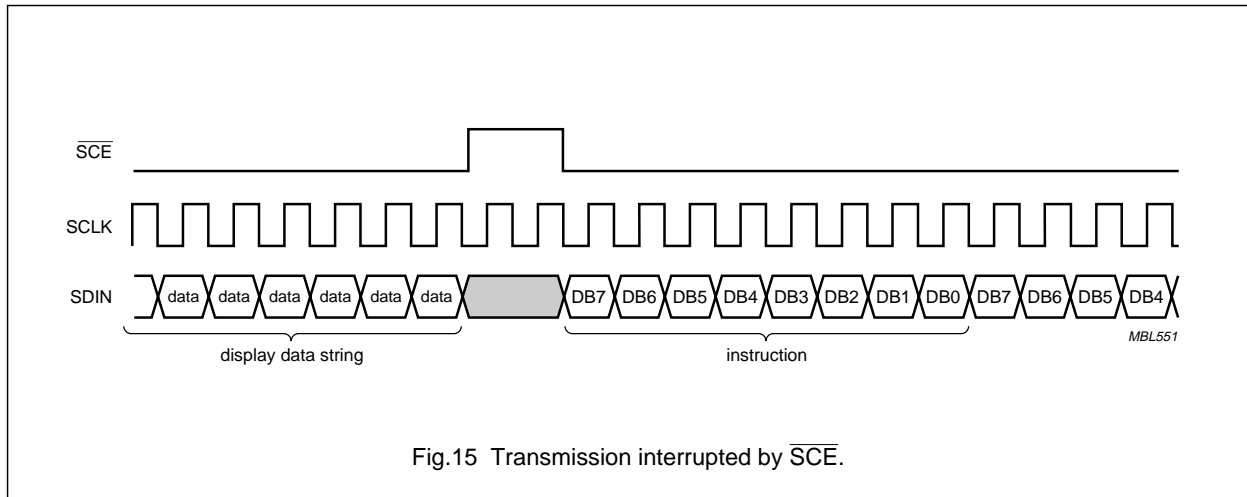 SCE
SCLK
SDIN data data data data data data DB7 DB6 DB5 DB4 DB3 DB2 DB1 DB0 DB7 DB6 DB5 DB4
MBL551
display data string instruction
Fig.15 Transmission interrupted by SCE.